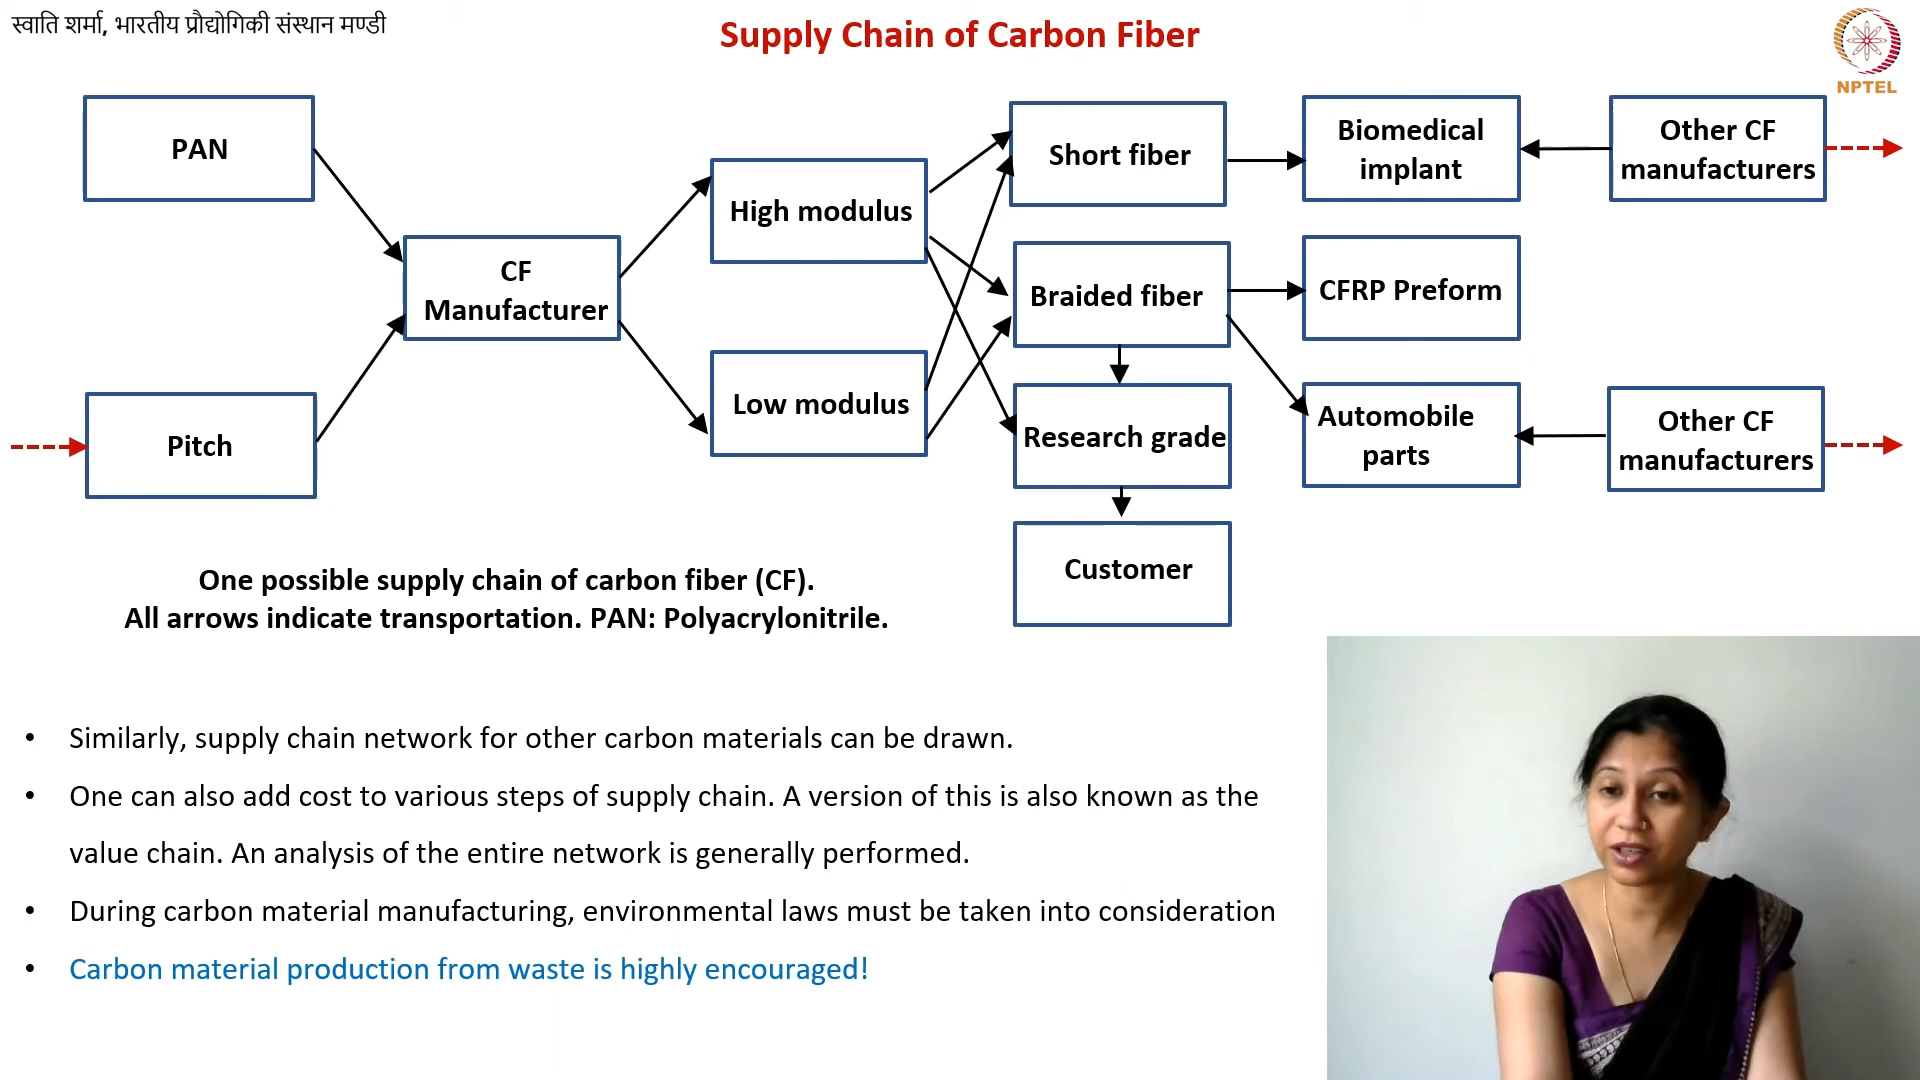 स्वाति शर्मा, भारतीय प्रौद्योगिकी संस्थान मण्डी
Supply Chain of Carbon Fiber
NPTEL
PAN
Pitch
CF
Manufacturer
High modulus
Low modulus
Short fiber
Braided fiber
Research grade
Customer
Biomedical
implant
CFRP Preform
Automobile
parts
Other CF
manufacturers
Other CF
manufacturers
One possible supply chain of carbon fiber (CF).
All arrows indicate transportation. PAN: Polyacrylonitrile.
• Similarly, supply chain network for other carbon materials can be drawn.
• One can also add cost to various steps of supply chain. A version of this is also known as the
value chain. An analysis of the entire network is generally performed.
• During carbon material manufacturing, environmental laws must be taken into consideration
• Carbon material production from waste is highly encouraged!